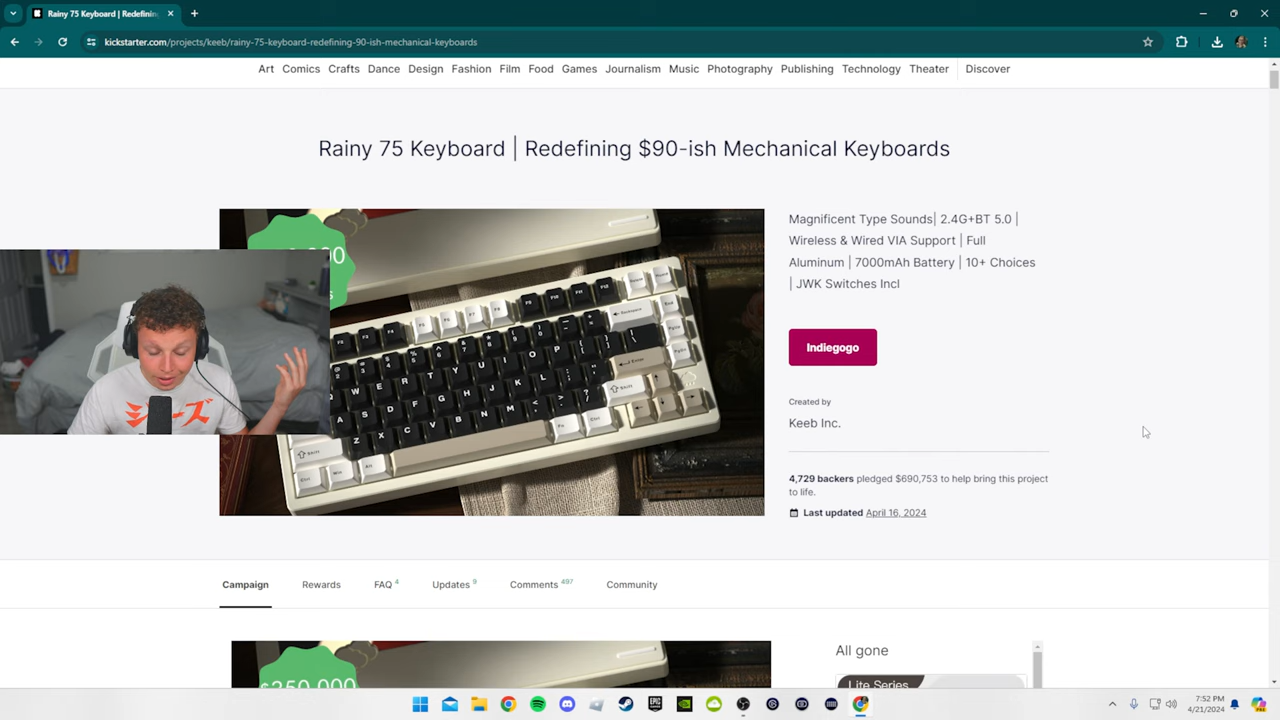 Rainy 75 Keyboard | Redefinin
kickstarter.com/projects/keeb/rainy-75-keyboard-redefining-90-ish-mechanical-keyboards
Art Comics Crafts Dance Design Fashion Film Food Games Journalism Music Photography Publishing Technology Theater Discover
Rainy 75 Keyboard | Redefining $90-ish Mechanical Keyboards
Magnificent Type Sounds| 2.4G+BT 5.0 |
Wireless & Wired VIA Support | Full
Aluminum | 7000mAh Battery | 10+ Choices
| JWK Switches Incl
Indiegogo
Created by
Keeb Inc.
4,729 backers pledged $690,753 to help bring this project
to life.
Last updated April 16, 2024
シーズ
Campaign Rewards FAQ 4 Updates 9 Comments 497 Community
$350,000
All gone
Lite Series
7:52 PM
4/21/2024